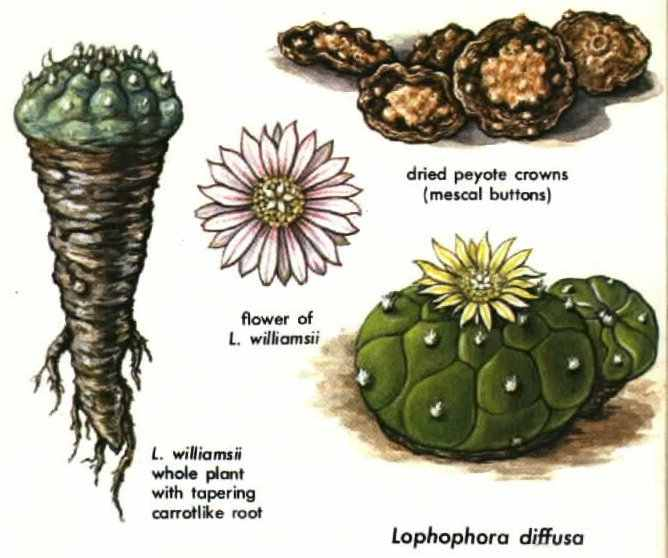 dried peyote crowns
(mescal buttons)
flower of
L. williamsii
L. williamsii
whole plant
with tapering
carrotlike root
Lophophora diffusa